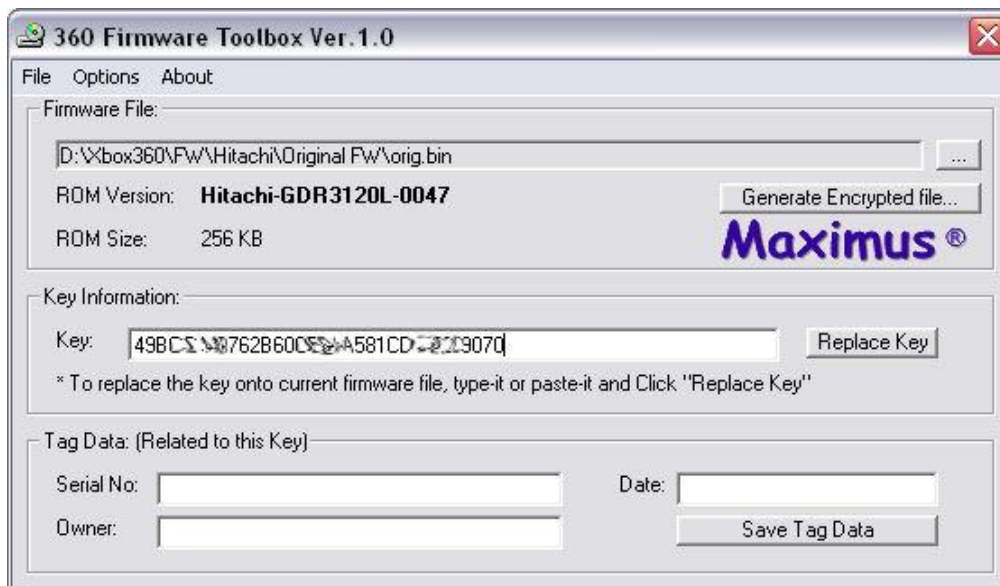 360 Firmware Toolbox Ver.1.0
File Options About
Firmware File:
D:\Xbox360\FW\Hitachi\Original FW\orig.bin ...
ROM Version: Hitachi-GDR3120L-0047 Generate Encrypted file...
ROM Size: 256 KB Maximus ®
Key Information:
Key: Replace Key
* To replace the key onto current firmware file, type-it or paste-it and Click "Replace Key"
Tag Data: (Related to this Key)
Serial No: Date:
Owner: Save Tag Data